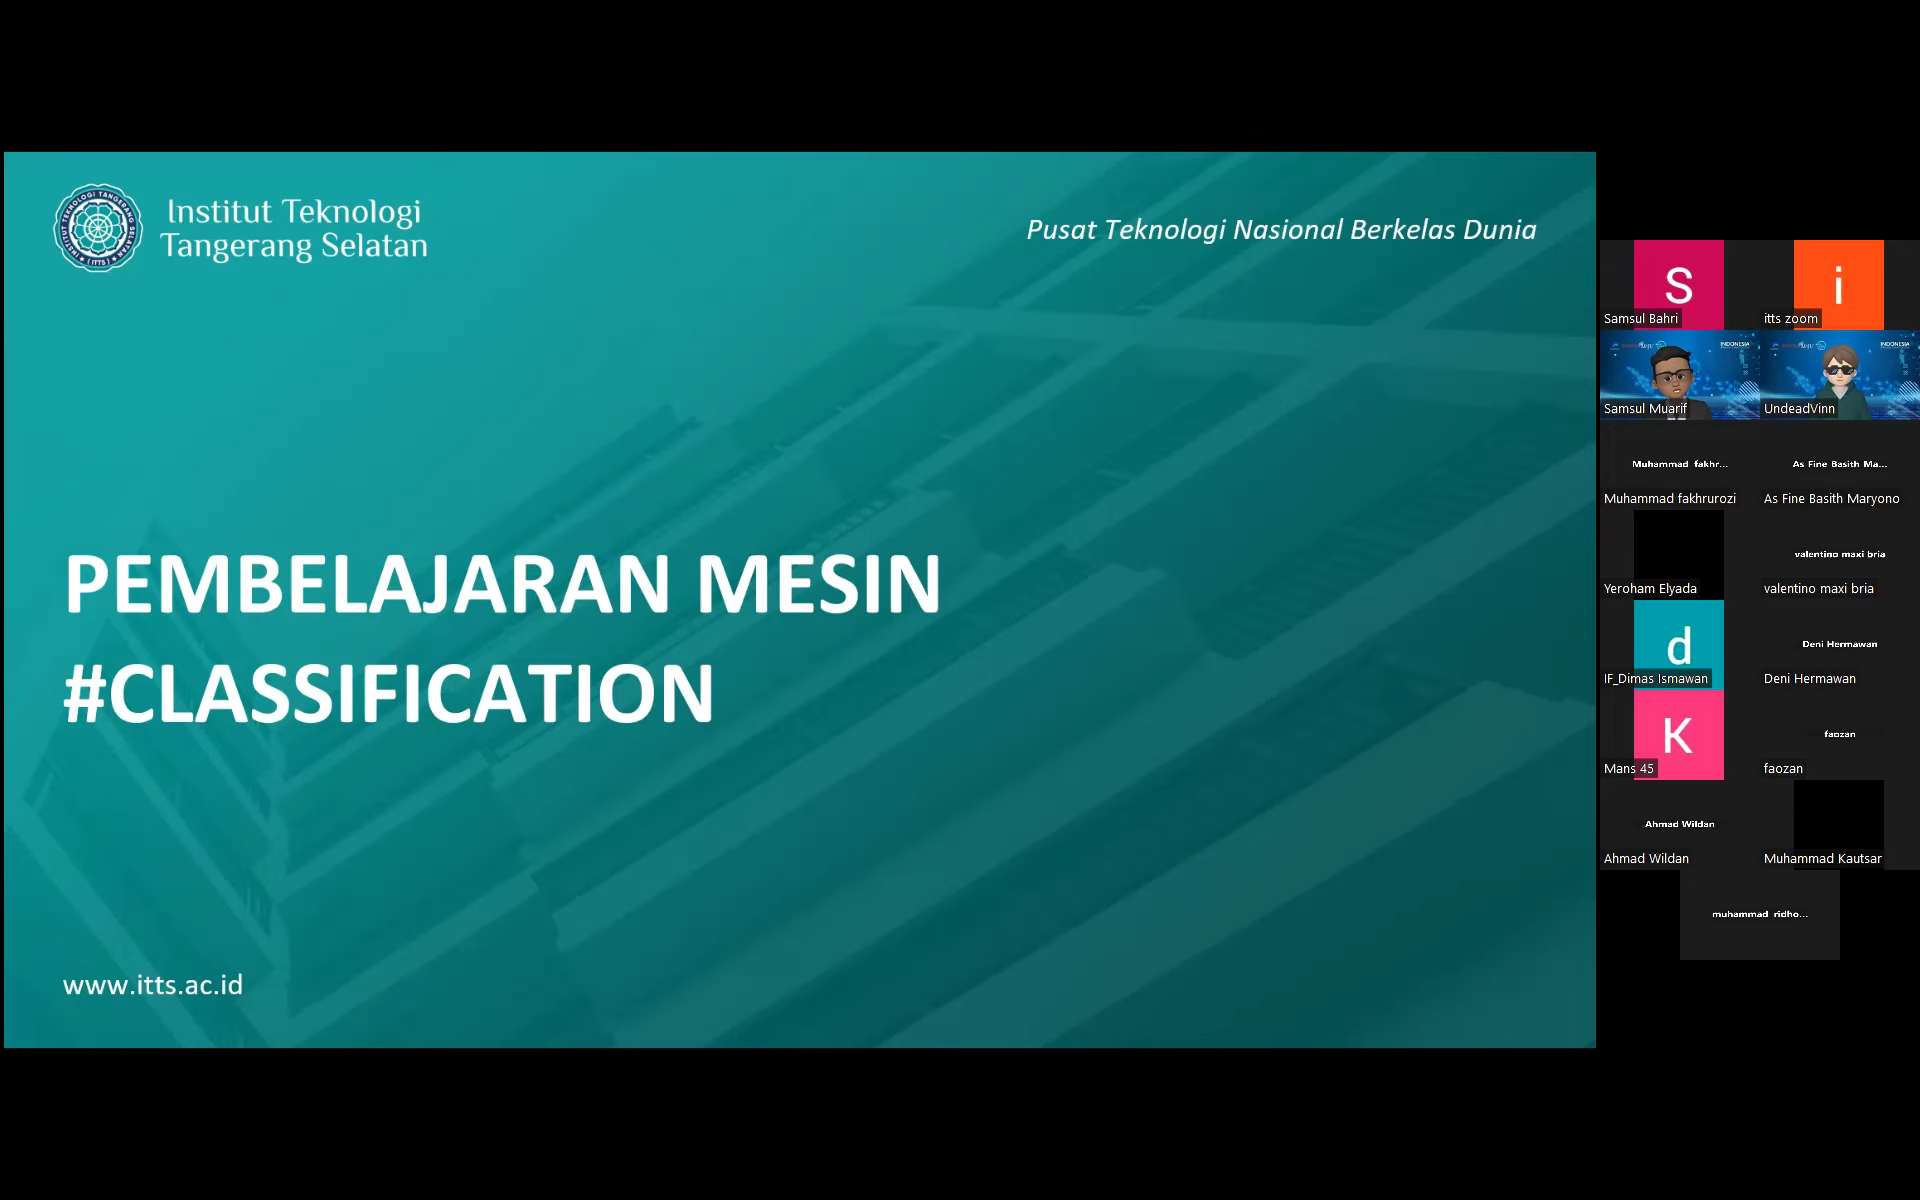 Institut Teknologi
Tangerang Selatan
Pusat Teknologi Nasional Berkelas Dunia
PEMBELAJARAN MESIN
#CLASSIFICATION
www.itts.ac.id
S
Samsul Bahri
i
itts zoom
INDONESIA
Samsul Muarif
INDONESIA
UndeadVinn
Muhammad fakhr...
Muhammad fakhrurozi
As Fine Basith Ma...
As Fine Basith Maryono
Yeroham Elyada
valentino maxi bria
valentino maxi bria
d
IF_Dimas Ismawan
Deni Hermawan
Deni Hermawan
K
Mans 45
faozan
faozan
Ahmad Wildan
Ahmad Wildan
Muhammad Kautsar
muhammad ridho...